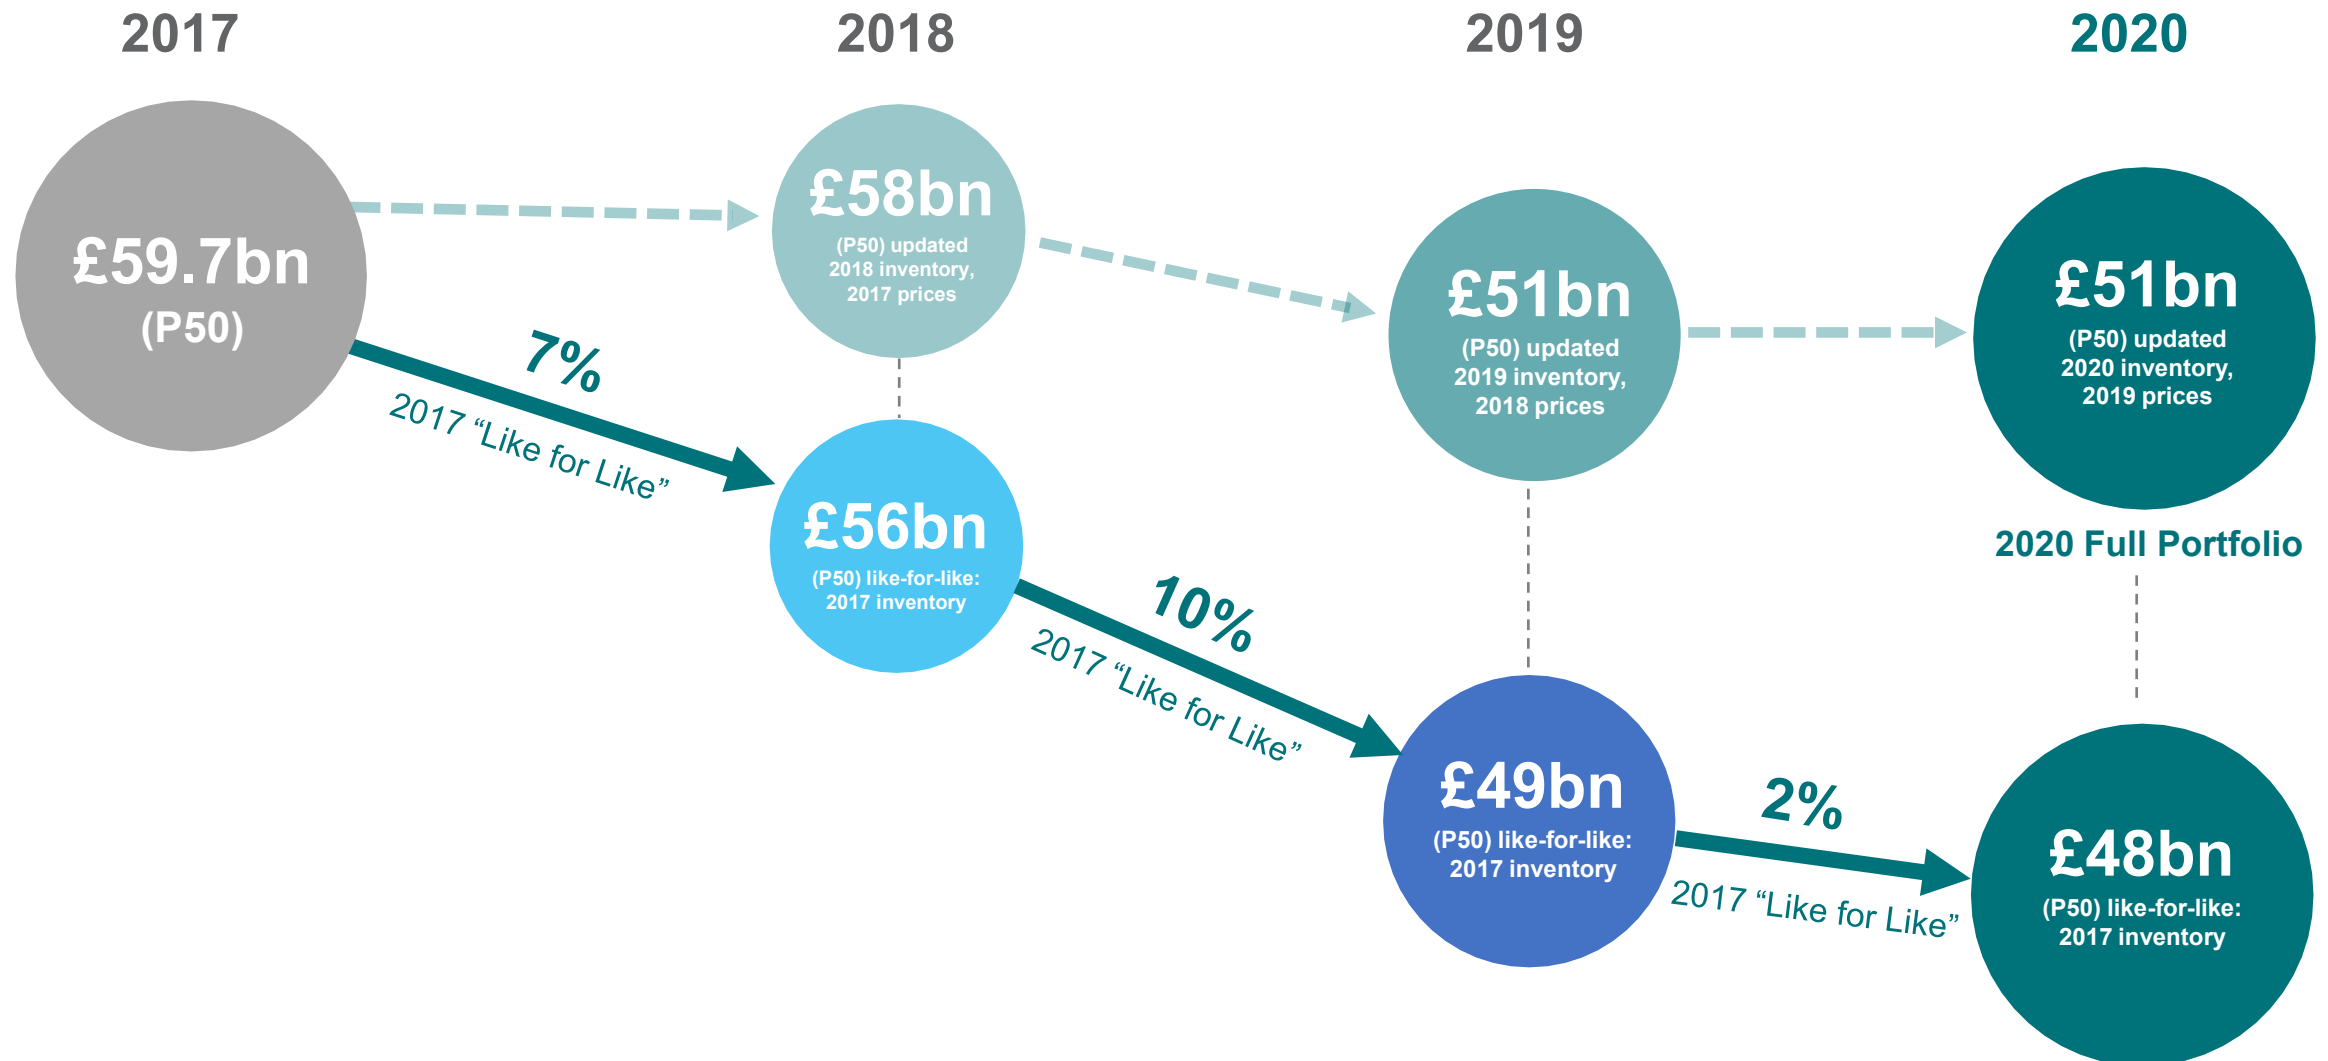 2017
2018
2019
2020
£59.7bn
(P50)
£58bn
(P50) updated
2018 inventory,
2017 prices
£51bn
(P50) updated
2019 inventory,
2018 prices
£51bn
(P50) updated
2020 inventory,
2019 prices
2020 Full Portfolio
7%
2017 “Like for Like”
£56bn
(P50) like-for-like:
2017 inventory
10%
2017 “Like for Like”
£49bn
(P50) like-for-like:
2017 inventory
2%
2017 “Like for Like”
£48bn
(P50) like-for-like:
2017 inventory